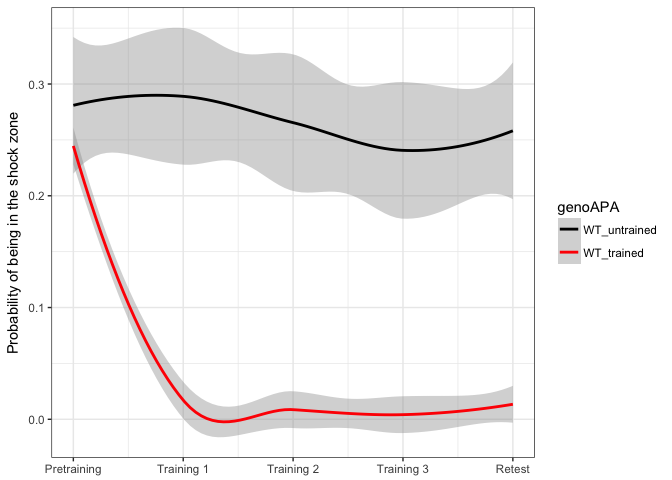 Probability of being in the shock zone
0.3
0.2
0.1
0.0
Pretraining Training 1 Training 2 Training 3 Retest
genoAPA
WT_untrained
WT_trained